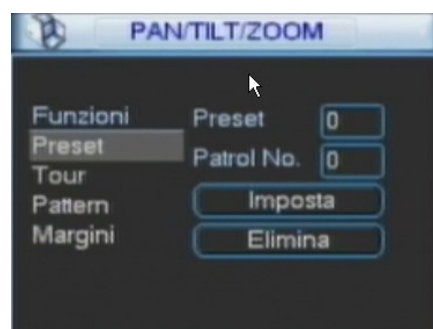 PAN/TILT/ZOOM
Funzioni
Preset
Tour
Pattern
Margini
Preset 0
Patrol No. 0
Imposta
Elimina